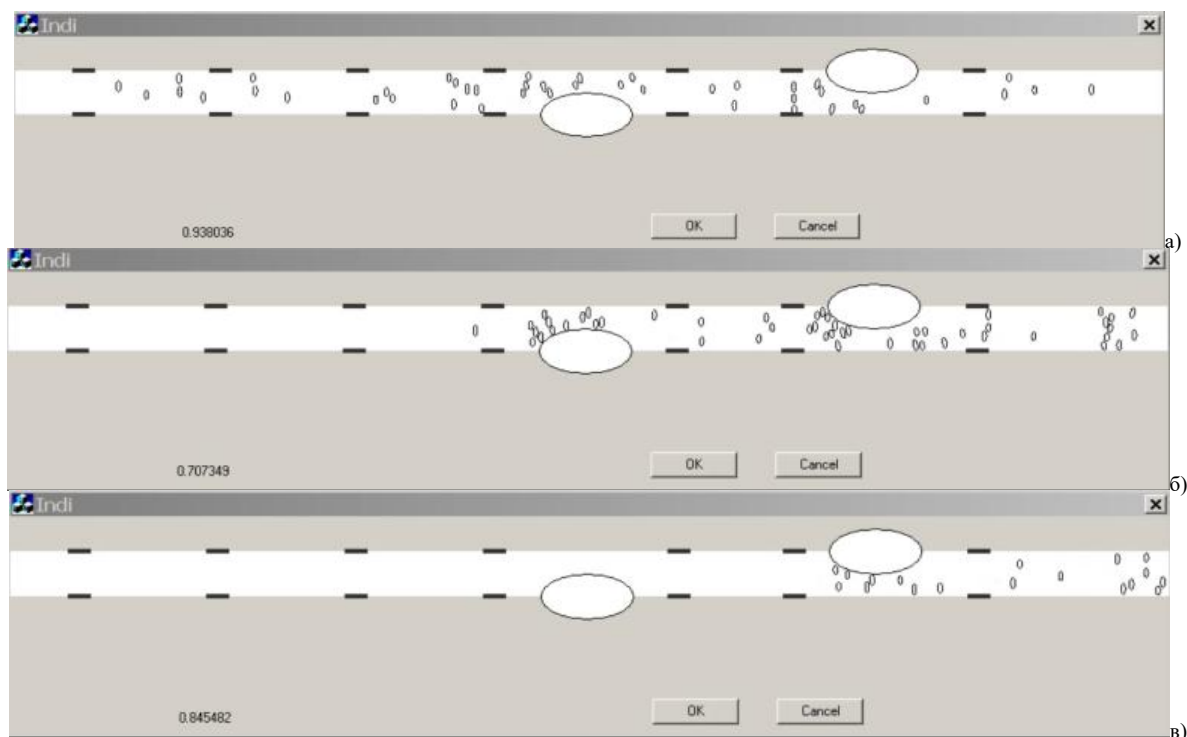 Indi
0.938036
OK Cancel
а)
Indi
0.707349
OK Cancel
б)
Indi
0.845482
OK Cancel
в)